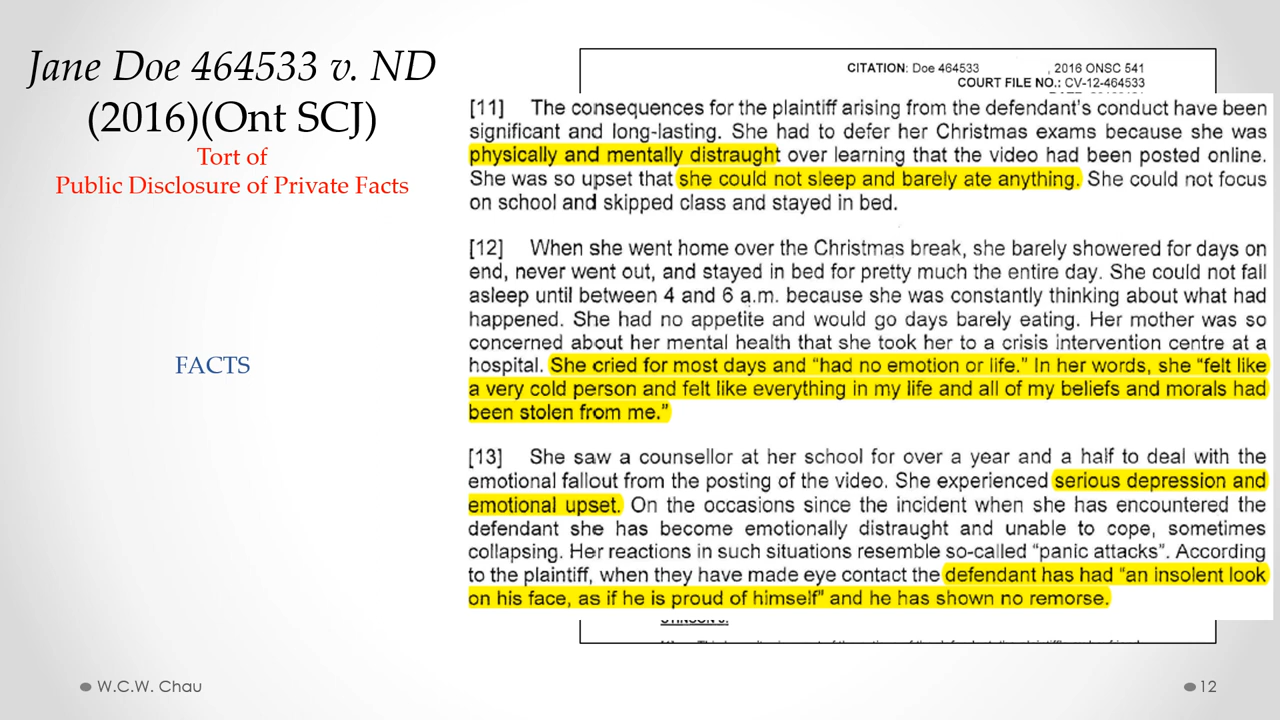 Jane Doe 464533 v. ND
(2016)(Ont SCJ)
Tort of
Public Disclosure of Private Facts
FACTS
CITATION: Doe 464533 , 2016 ONSC 541
COURT FILE NO.: CV-12-464533
[11] The consequences for the plaintiff arising from the defendant's conduct have been
significant and long-lasting. She had to defer her Christmas exams because she was
physically and mentally distraught over learning that the video had been posted online.
She was so upset that she could not sleep and barely ate anything. She could not focus
on school and skipped class and stayed in bed.
[12] When she went home over the Christmas break, she barely showered for days on
end, never went out, and stayed in bed for pretty much the entire day. She could not fall
asleep until between 4 and 6 a.m. because she was constantly thinking about what had
happened. She had no appetite and would go days barely eating. Her mother was so
concerned about her mental health that she took her to a crisis intervention centre at a
hospital. She cried for most days and “had no emotion or life.” In her words, she “felt like
a very cold person and felt like everything in my life and all of my beliefs and morals had
been stolen from me.”
[13] She saw a counsellor at her school for over a year and a half to deal with the
emotional fallout from the posting of the video. She experienced serious depression and
emotional upset. On the occasions since the incident when she has encountered the
defendant she has become emotionally distraught and unable to cope, sometimes
collapsing. Her reactions in such situations resemble so-called “panic attacks”. According
to the plaintiff, when they have made eye contact the defendant has had “an insolent look
on his face, as if he is proud of himself” and he has shown no remorse.
W.C.W. Chau
12